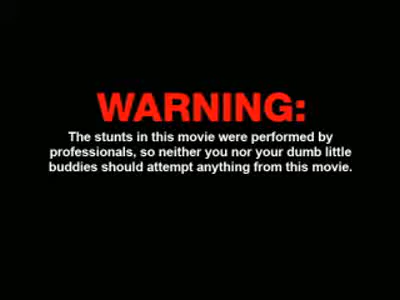 WARNING:
The stunts in this movie were performed by
professionals, so neither you nor your dumb little
buddies should attempt anything from this movie.